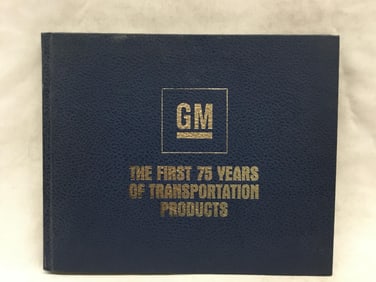 GM
THE FIRST 75 YEARS
OF TRANSPORTATION
PRODUCTS